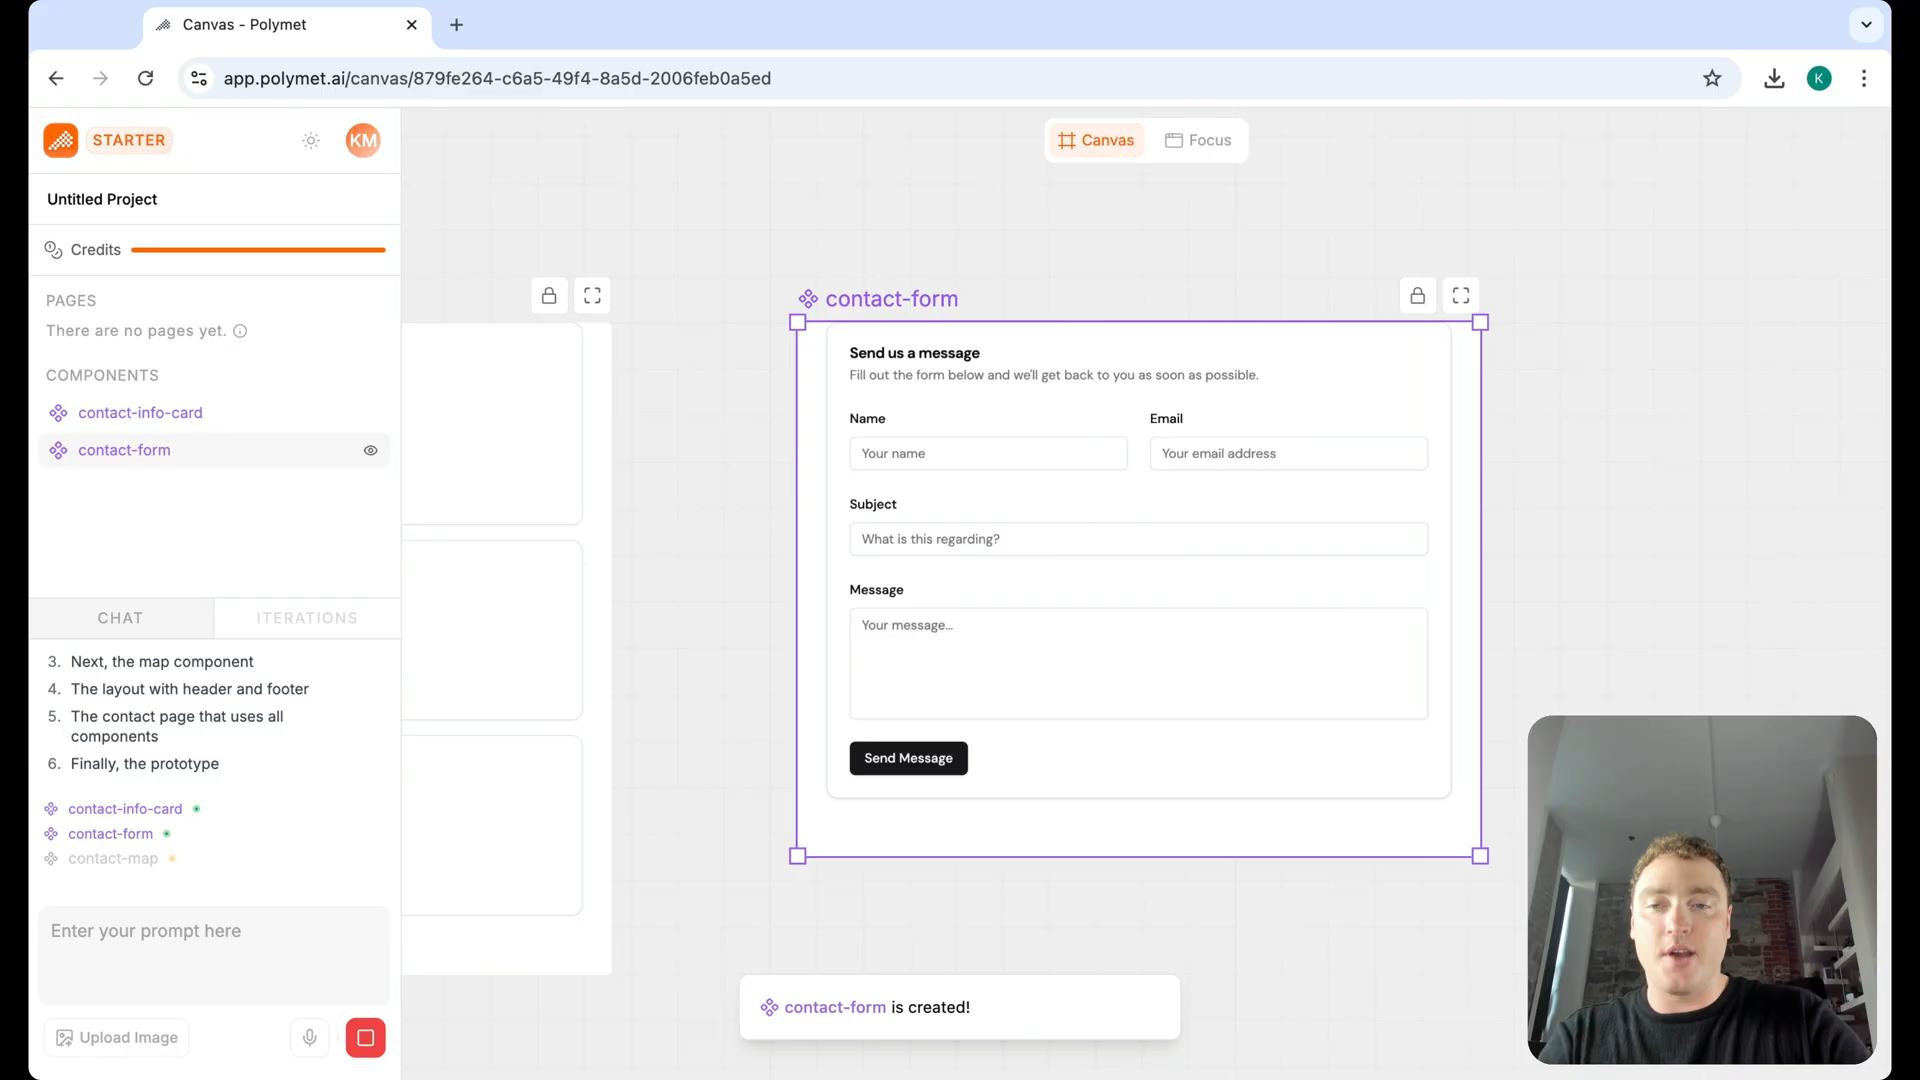 Canvas - Polymet
app.polymet.ai/canvas/879fe264-c6a5-49f4-8a5d-2006feb0a5ed
K
STARTER
KM
Canvas
Focus
Untitled Project
Credits
PAGES
There are no pages yet.
COMPONENTS
contact-info-card
contact-form
CHAT
ITERATIONS
3. Next, the map component
4. The layout with header and footer
5. The contact page that uses all
components
6. Finally, the prototype
contact-info-card
contact-form
contact-map
Enter your prompt here
Upload Image
contact-form
Send us a message
Fill out the form below and we'll get back to you as soon as possible.
Name
Email
Your name
Your email address
Subject
What is this regarding?
Message
Your message...
Send Message
contact-form is created!